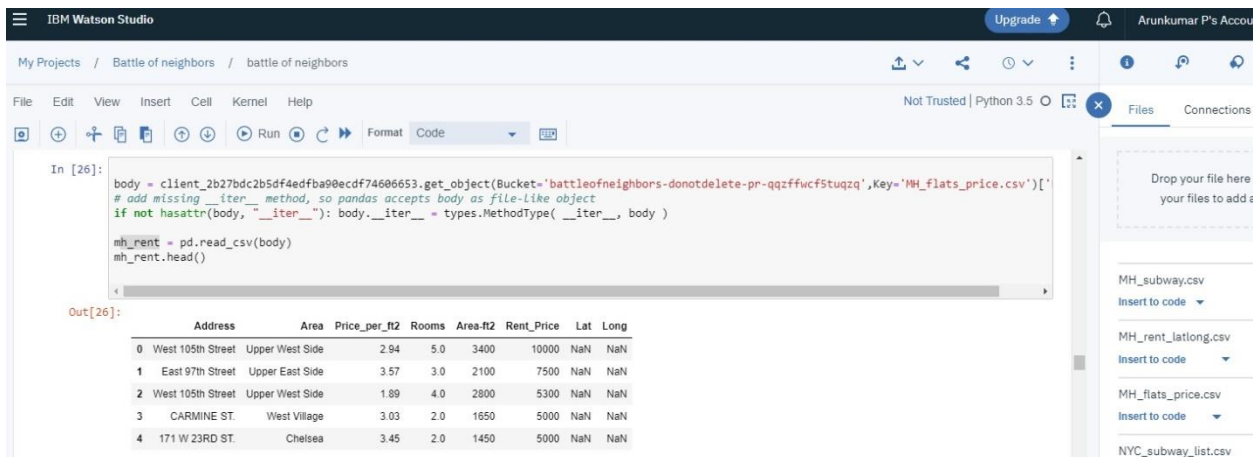 IBM Watson Studio
Upgrade
Arunkumar P's Accou
My Projects / Battle of neighbors / battle of neighbors
File Edit View Insert Cell Kernel Help
Not Trusted | Python 3.5
Files Connections
Run Format Code
Drop your file here
your files to add a
In [26]:
body = client_2b27bdc2b5df4edfba90ecdf74606653.get_object(Bucket='battleofneighbors-donotdelete-pr-qqzffwcf5tuqzq',Key='MH_flats_price.csv')['
# add missing __iter__ method, so pandas accepts body as file-like object
if not hasattr(body, "__iter__"): body.__iter__ = types.MethodType( __iter__, body )
mh_rent = pd.read_csv(body)
mh_rent.head()
Out[26]:
Address Area Price_per_ft2 Rooms Area-ft2 Rent_Price Lat Long
0 West 105th Street Upper West Side 2.94 5.0 3400 10000 NaN NaN
1 East 97th Street Upper East Side 3.57 3.0 2100 7500 NaN NaN
2 West 105th Street Upper West Side 1.89 4.0 2800 5300 NaN NaN
3 CARMINE ST. West Village 3.03 2.0 1650 5000 NaN NaN
4 171 W 23RD ST. Chelsea 3.45 2.0 1450 5000 NaN NaN
MH_subway.csv
Insert to code
MH_rent_latlong.csv
Insert to code
MH_flats_price.csv
Insert to code
NYC_subway_list.csv